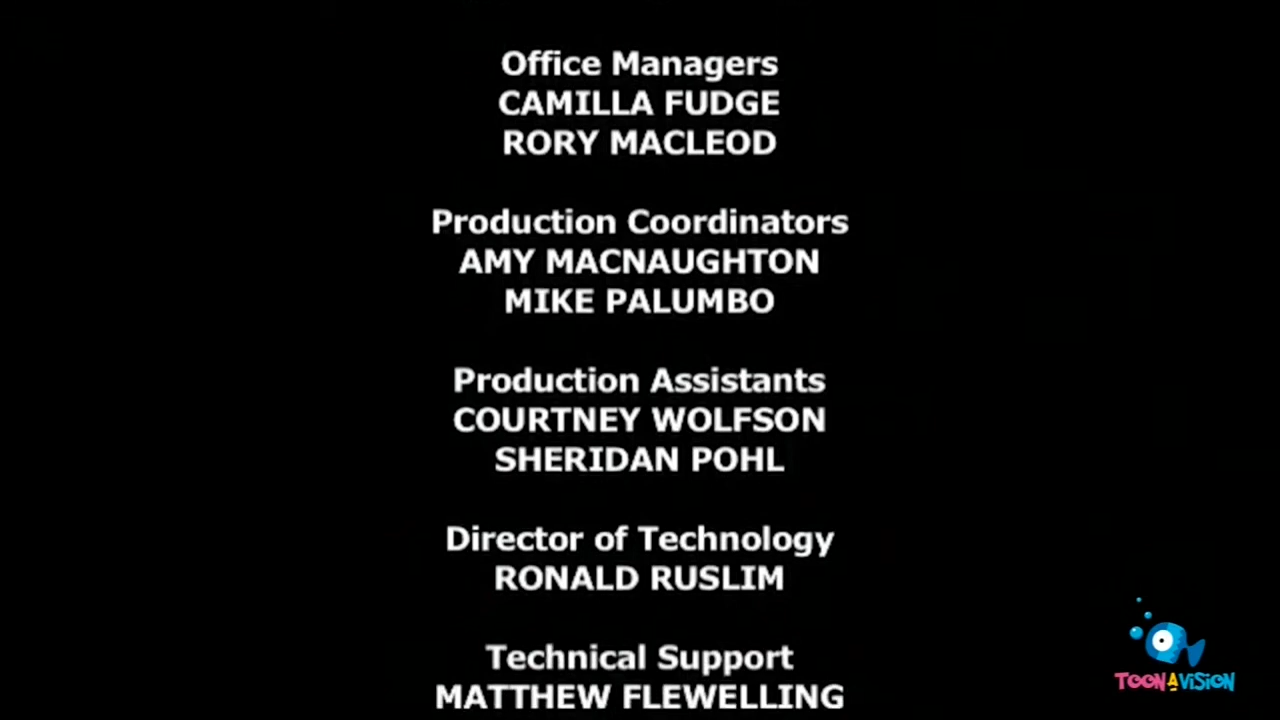 Office Managers
CAMILLA FUDGE
RORY MACLEOD
Production Coordinators
AMY MACNAUGHTON
MIKE PALUMBO
Production Assistants
COURTNEY WOLFSON
SHERIDAN POHL
Director of Technology
RONALD RUSLIM
Technical Support
MATTHEW FLEWELLING
TOONAVISION